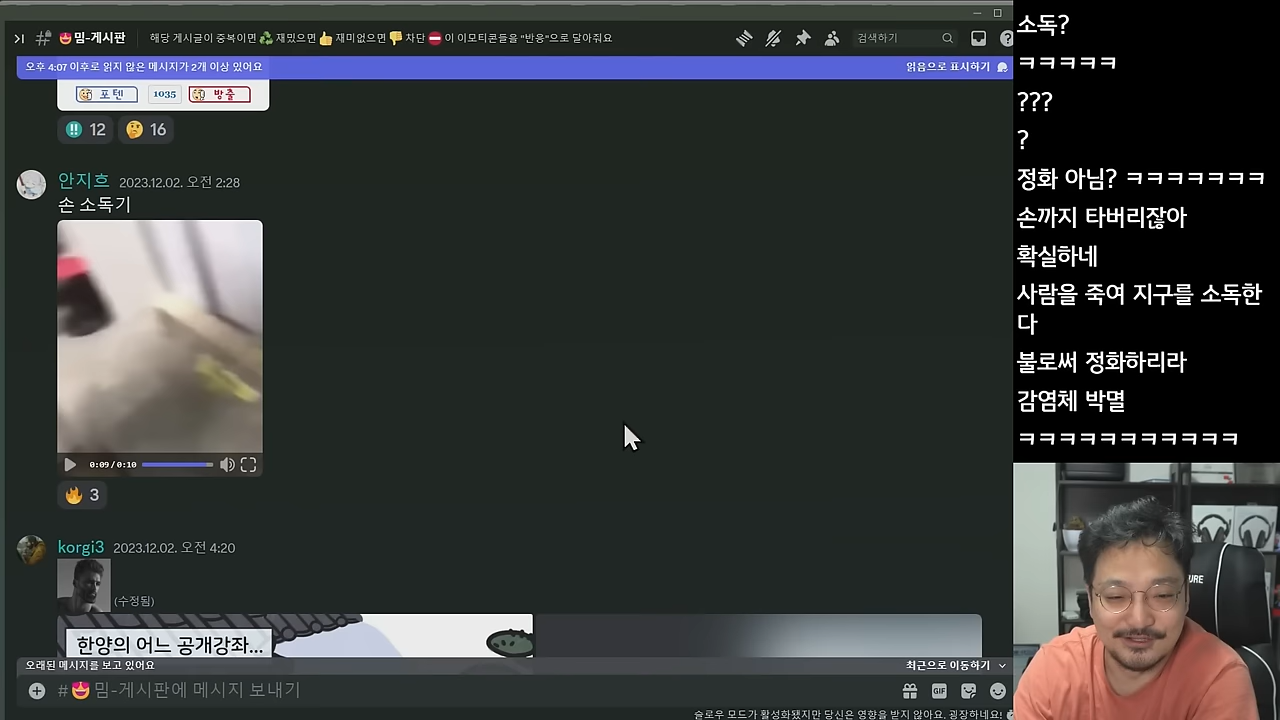 # 😍밈-게시판 해당 게시글이 중복이면♻️ 재밌으면👍 재미없으면👎 차단⛔ 이 이모티콘들을 "반응"으로 달아줘요 검색하기
오후 4:07 이후로 읽지 않은 메시지가 2개 이상 있어요 읽음으로 표시하기
포텐 1035 방출
‼ 12 🤔 16
안지흐 2023.12.02. 오전 2:28
손 소독기
0:09/0:10
🔥 3
korgi3 2023.12.02. 오전 4:20
(수정됨)
한양의 어느 공개강좌...
오래된 메시지를 보고 있어요 최근으로 이동하기
#😍밈-게시판에 메시지 보내기 GIF
슬로우 모드가 활성화됐지만 당신은 영향을 받지 않아요. 굉장하네요!
소독?
ㅋㅋㅋㅋㅋ
???
?
정화 아님? ㅋㅋㅋㅋㅋㅋㅋ
손까지 타버리잖아
확실하네
사람을 죽여 지구를 소독한
다
불로써 정화하리라
감염체 박멸
ㅋㅋㅋㅋㅋㅋㅋㅋㅋㅋㅋ